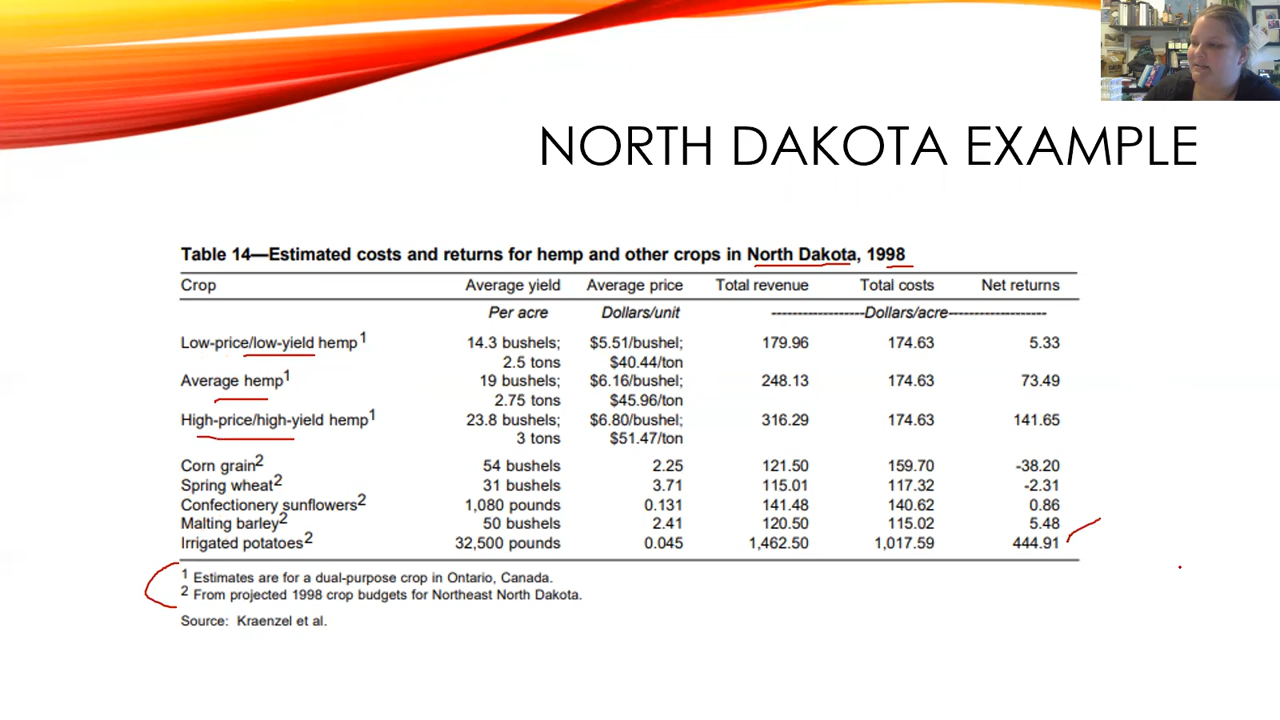 NORTH DAKOTA EXAMPLE
Table 14—Estimated costs and returns for hemp and other crops in North Dakota, 1998
Crop Average yield Average price Total revenue Total costs Net returns
Per acre Dollars/unit ------------------Dollars/acre-------------------
Low-price/low-yield hemp1 14.3 bushels; $5.51/bushel; 179.96 174.63 5.33
2.5 tons $40.44/ton
Average hemp1 19 bushels; $6.16/bushel; 248.13 174.63 73.49
2.75 tons $45.96/ton
High-price/high-yield hemp1 23.8 bushels; $6.80/bushel; 316.29 174.63 141.65
3 tons $51.47/ton
Corn grain2 54 bushels 2.25 121.50 159.70 -38.20
Spring wheat2 31 bushels 3.71 115.01 117.32 -2.31
Confectionery sunflowers2 1,080 pounds 0.131 141.48 140.62 0.86
Malting barley2 50 bushels 2.41 120.50 115.02 5.48
Irrigated potatoes2 32,500 pounds 0.045 1,462.50 1,017.59 444.91
1 Estimates are for a dual-purpose crop in Ontario, Canada.
2 From projected 1998 crop budgets for Northeast North Dakota.
Source: Kraenzel et al.